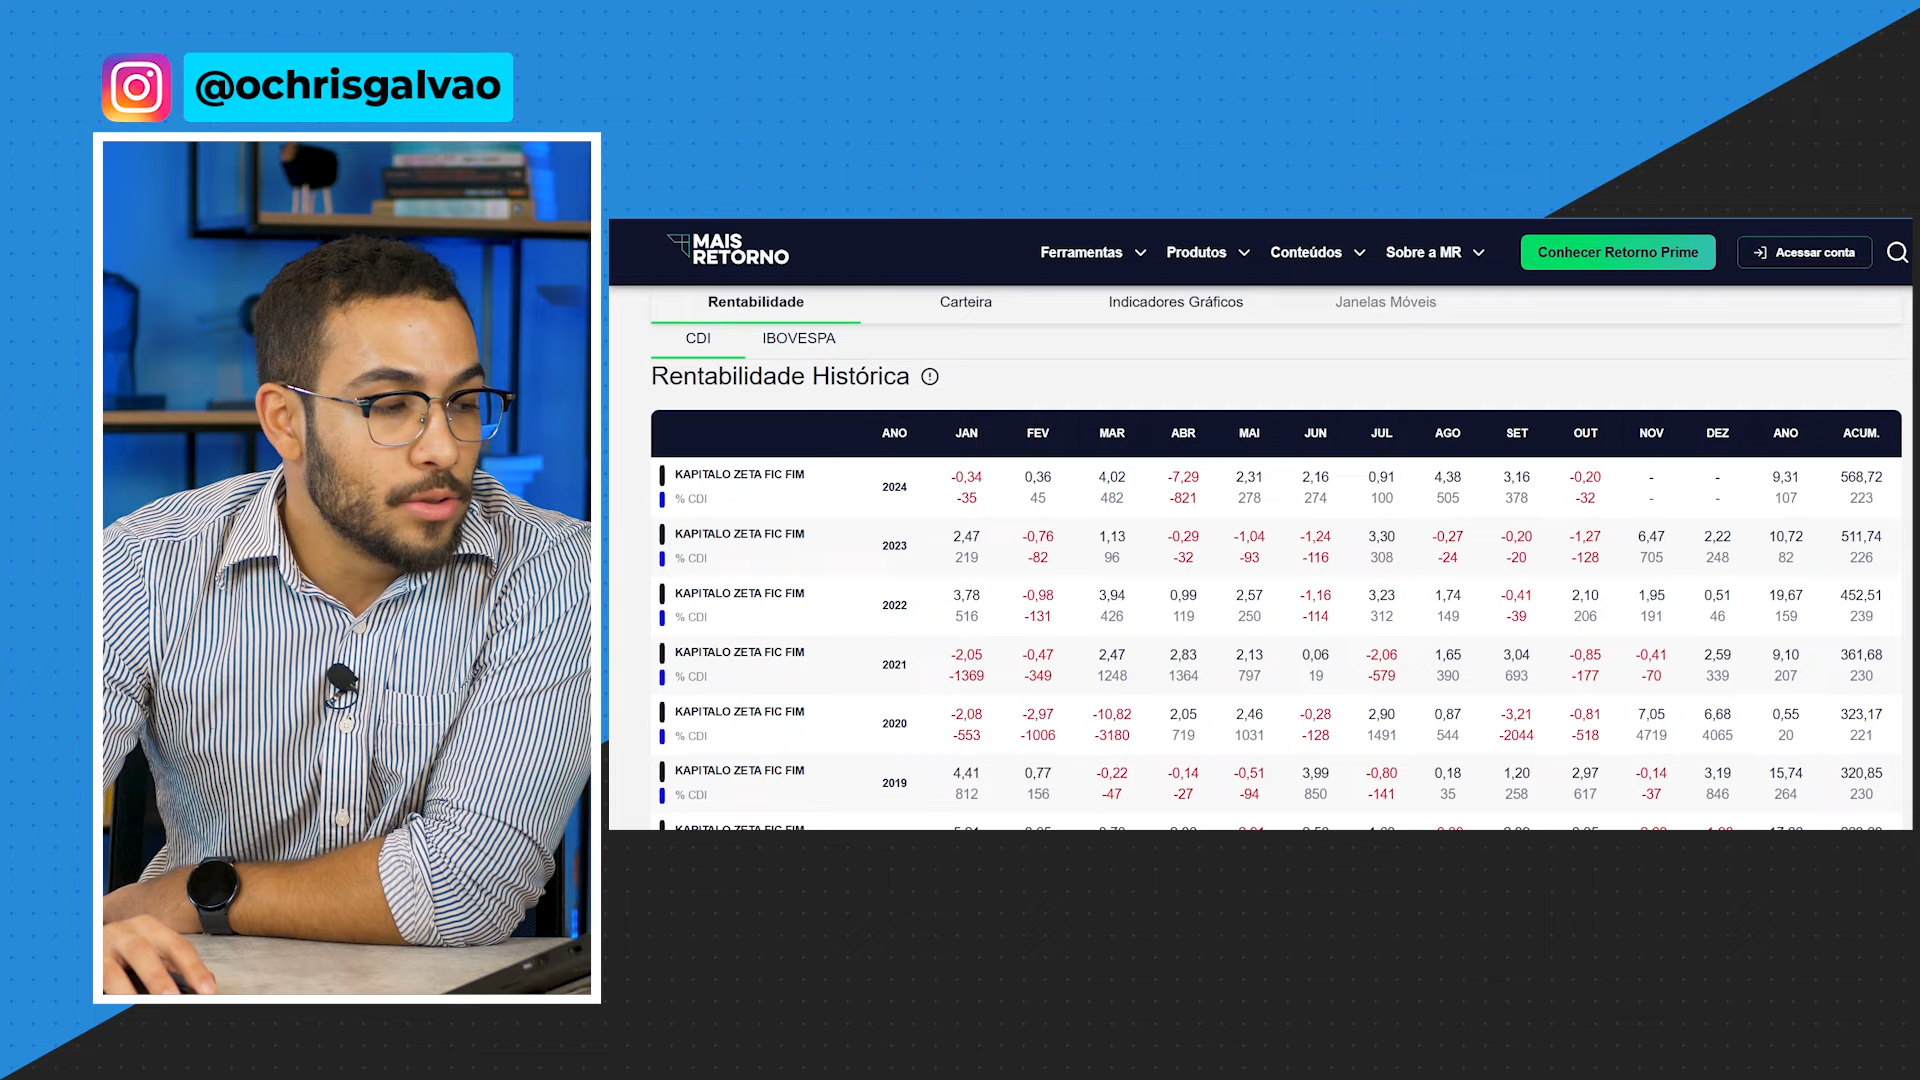 @ochrisgalvao
MAIS RETORNO
Ferramentas Produtos Conteúdos Sobre a MR Conhecer Retorno Prime Acessar conta
Rentabilidade Carteira Indicadores Gráficos Janelas Móveis
CDI IBOVESPA
Rentabilidade Histórica
ANO JAN FEV MAR ABR MAI JUN JUL AGO SET OUT NOV DEZ ANO ACUM.
KAPITALO ZETA FIC FIM 2024 -0,34 0,36 4,02 -7,29 2,31 2,16 0,91 4,38 3,16 -0,20 - - 9,31 568,72
% CDI -35 45 482 -821 278 274 100 505 378 -32 - - 107 223
KAPITALO ZETA FIC FIM 2023 2,47 -0,76 1,13 -0,29 -1,04 -1,24 3,30 -0,27 -0,20 -1,27 6,47 2,22 10,72 511,74
% CDI 219 -82 96 -32 -93 -116 308 -24 -20 -128 705 248 82 226
KAPITALO ZETA FIC FIM 2022 3,78 -0,98 3,94 0,99 2,57 -1,16 3,23 1,74 -0,41 2,10 1,95 0,51 19,67 452,51
% CDI 516 -131 426 119 250 -114 312 149 -39 206 191 46 159 239
KAPITALO ZETA FIC FIM 2021 -2,05 -0,47 2,47 2,83 2,13 0,06 -2,06 1,65 3,04 -0,85 -0,41 2,59 9,10 361,68
% CDI -1369 -349 1248 1364 797 19 -579 390 693 -177 -70 339 207 230
KAPITALO ZETA FIC FIM 2020 -2,08 -2,97 -10,82 2,05 2,46 -0,28 2,90 0,87 -3,21 -0,81 7,05 6,68 0,55 323,17
% CDI -553 -1006 -3180 719 1031 -128 1491 544 -2044 -518 4719 4065 20 221
KAPITALO ZETA FIC FIM 2019 4,41 0,77 -0,22 -0,14 -0,51 3,99 -0,80 0,18 1,20 2,97 -0,14 3,19 15,74 320,85
% CDI 812 156 -47 -27 -94 850 -141 35 258 617 -37 846 264 230
KAPITALO ZETA FIC FIM